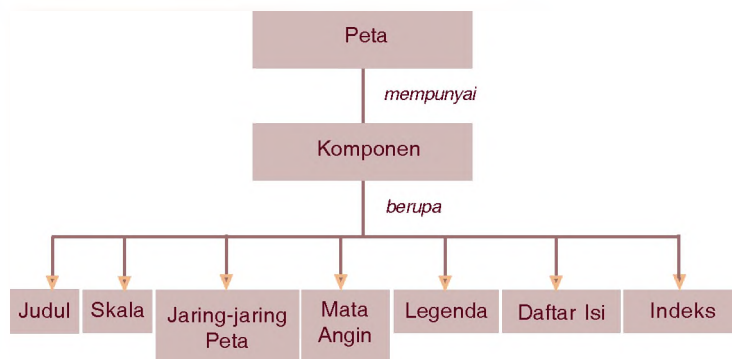 Peta
mempunyai
Komponen
berupa
Judul
Skala
Jaring-jaring
Peta
Mata
Angin
Legenda
Daftar Isi
Indeks